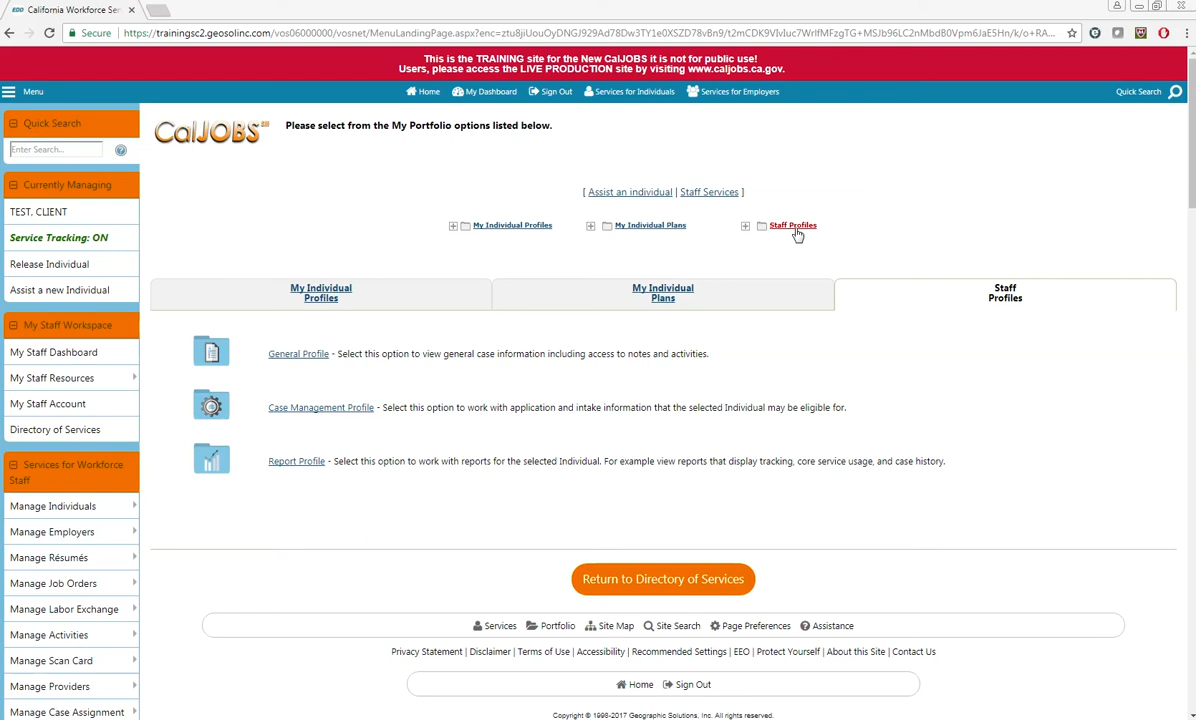 EDD California Workforce Ser
Secure https://trainingsc2.geosolinc.com/vos06000000/vosnet/MenuLandingPage.aspx?enc=
This is the TRAINING site for the New CalJOBS it is not for public use!
Users, please access the LIVE PRODUCTION site by visiting www.caljobs.ca.gov.
Menu Home My Dashboard Sign Out Services for Individuals Services for Employers Quick Search
Quick Search
Enter Search...
Currently Managing
TEST, CLIENT
Service Tracking: ON
Release Individual
Assist a new Individual
My Staff Workspace
My Staff Dashboard
My Staff Resources
My Staff Account
Directory of Services
Services for Workforce
Staff
Manage Individuals
Manage Employers
Manage Résumés
Manage Job Orders
Manage Labor Exchange
Manage Activities
Manage Scan Card
Manage Providers
Manage Case Assignment
CalJOBS SM
Please select from the My Portfolio options listed below.
[ Assist an individual | Staff Services ]
My Individual Profiles My Individual Plans Staff Profiles
My Individual
Profiles
My Individual
Plans
Staff
Profiles
General Profile - Select this option to view general case information including access to notes and activities.
Case Management Profile - Select this option to work with application and intake information that the selected Individual may be eligible for.
Report Profile - Select this option to work with reports for the selected Individual. For example view reports that display tracking, core service usage, and case history.
Return to Directory of Services
Services Portfolio Site Map Site Search Page Preferences Assistance
Privacy Statement | Disclaimer | Terms of Use | Accessibility | Recommended Settings | EEO | Protect Yourself | About this Site | Contact Us
Home Sign Out
Copyright © 1998-2017 Geographic Solutions, Inc. All rights reserved.